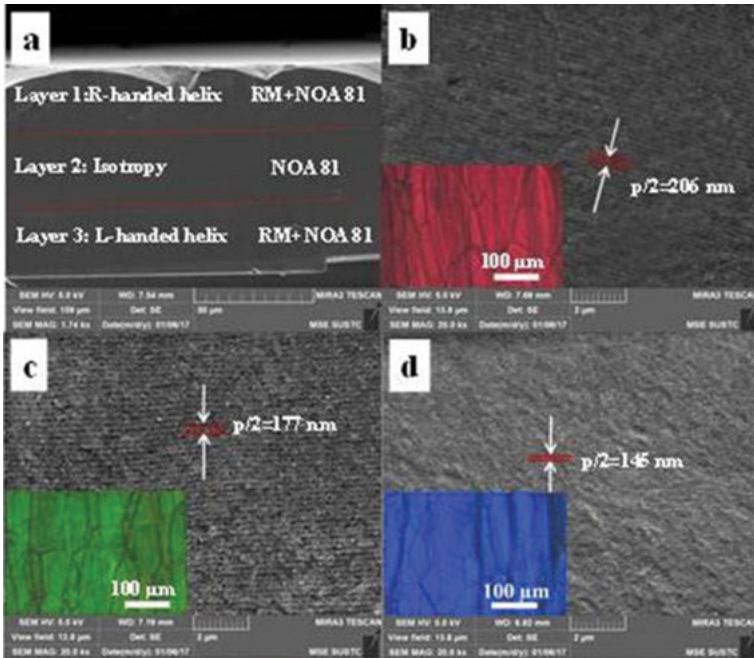 a
Layer 1:R-handed helix RM+NOA 81
Layer 2: Isotropy NOA 81
Layer 3: L-handed helix RM+NOA 81
SEM HV: 5.0 kV WD: 7.54 mm MIRA3 TESCAN
View field: 159 µm Det: SE 50 µm
SEM MAG: 1.74 kx Date(m/d/y): 01/06/17 MSE SUSTC
b
p/2=206 nm
100 µm
SEM HV: 5.0 kV WD: 7.68 mm MIRA3 TESCAN
View field: 13.8 µm Det: SE 2 µm
SEM MAG: 20.0 kx Date(m/d/y): 01/06/17 MSE SUSTC
c
p/2=177 nm
100 µm
SEM HV: 5.0 kV WD: 7.19 mm MIRA3 TESCAN
View field: 13.8 µm Det: SE 2 µm
SEM MAG: 20.0 kx Date(m/d/y): 01/06/17 MSE SUSTC
d
p/2=145 nm
100 µm
SEM HV: 5.0 kV WD: 6.92 mm MIRA3 TESCAN
View field: 13.8 µm Det: SE 2 µm
SEM MAG: 20.0 kx Date(m/d/y): 01/06/17 MSE SUSTC